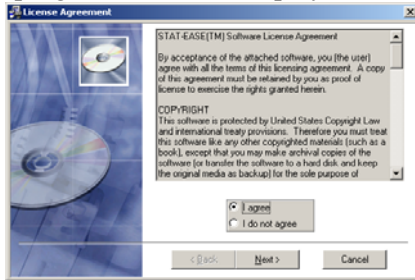 License Agreement
STAT-EASE[TM] Software License Agreement
By acceptance of the attached software, you (the user)
agree with all the terms of this licensing agreement. A copy
of this agreement must be retained by you as proof of
license to exercise the rights granted herein.
COPYRIGHT
This software is protected by United States Copyright Law
and international treaty provisions. Therefore you must treat
this software like any other copyrighted materials (such as a
book), except that you may make archival copies of the
software (or transfer the software to a hard disk and keep
the original media as backup) for the sole purpose of
I agree
I do not agree
< Back
Next >
Cancel